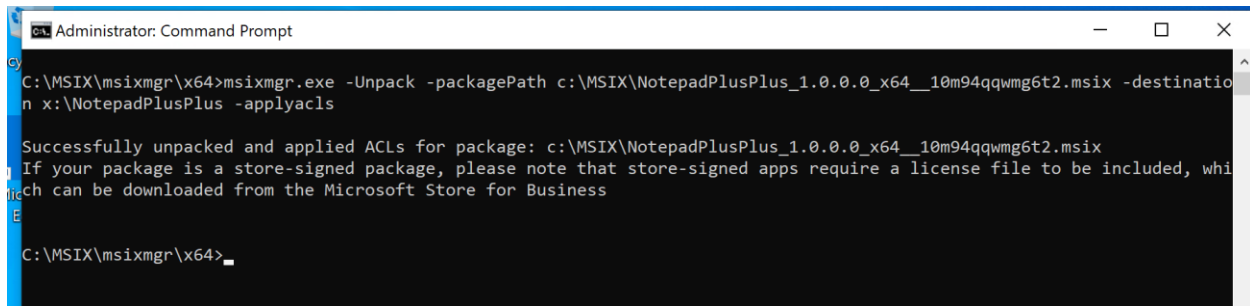 Administrator: Command Prompt
C:\MSIX\msixmgr\x64>msixmgr.exe -Unpack -packagePath c:\MSIX\NotepadPlusPlus_1.0.0.0_x64__10m94qqwmg6t2.msix -destinatio
n x:\NotepadPlusPlus -applyacls
Successfully unpacked and applied ACLs for package: c:\MSIX\NotepadPlusPlus_1.0.0.0_x64__10m94qqwmg6t2.msix
If your package is a store-signed package, please note that store-signed apps require a license file to be included, whi
ch can be downloaded from the Microsoft Store for Business
C:\MSIX\msixmgr\x64>